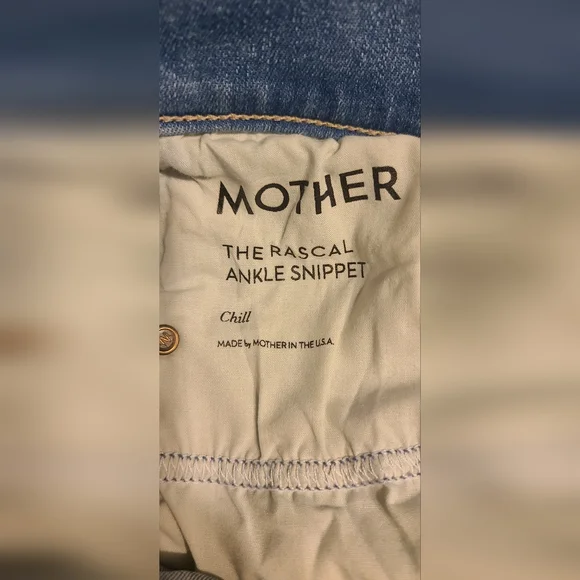 MOTHER
THE RASCAL
ANKLE SNIPPET
Chill
MADE by MOTHER IN THE U.S.A.